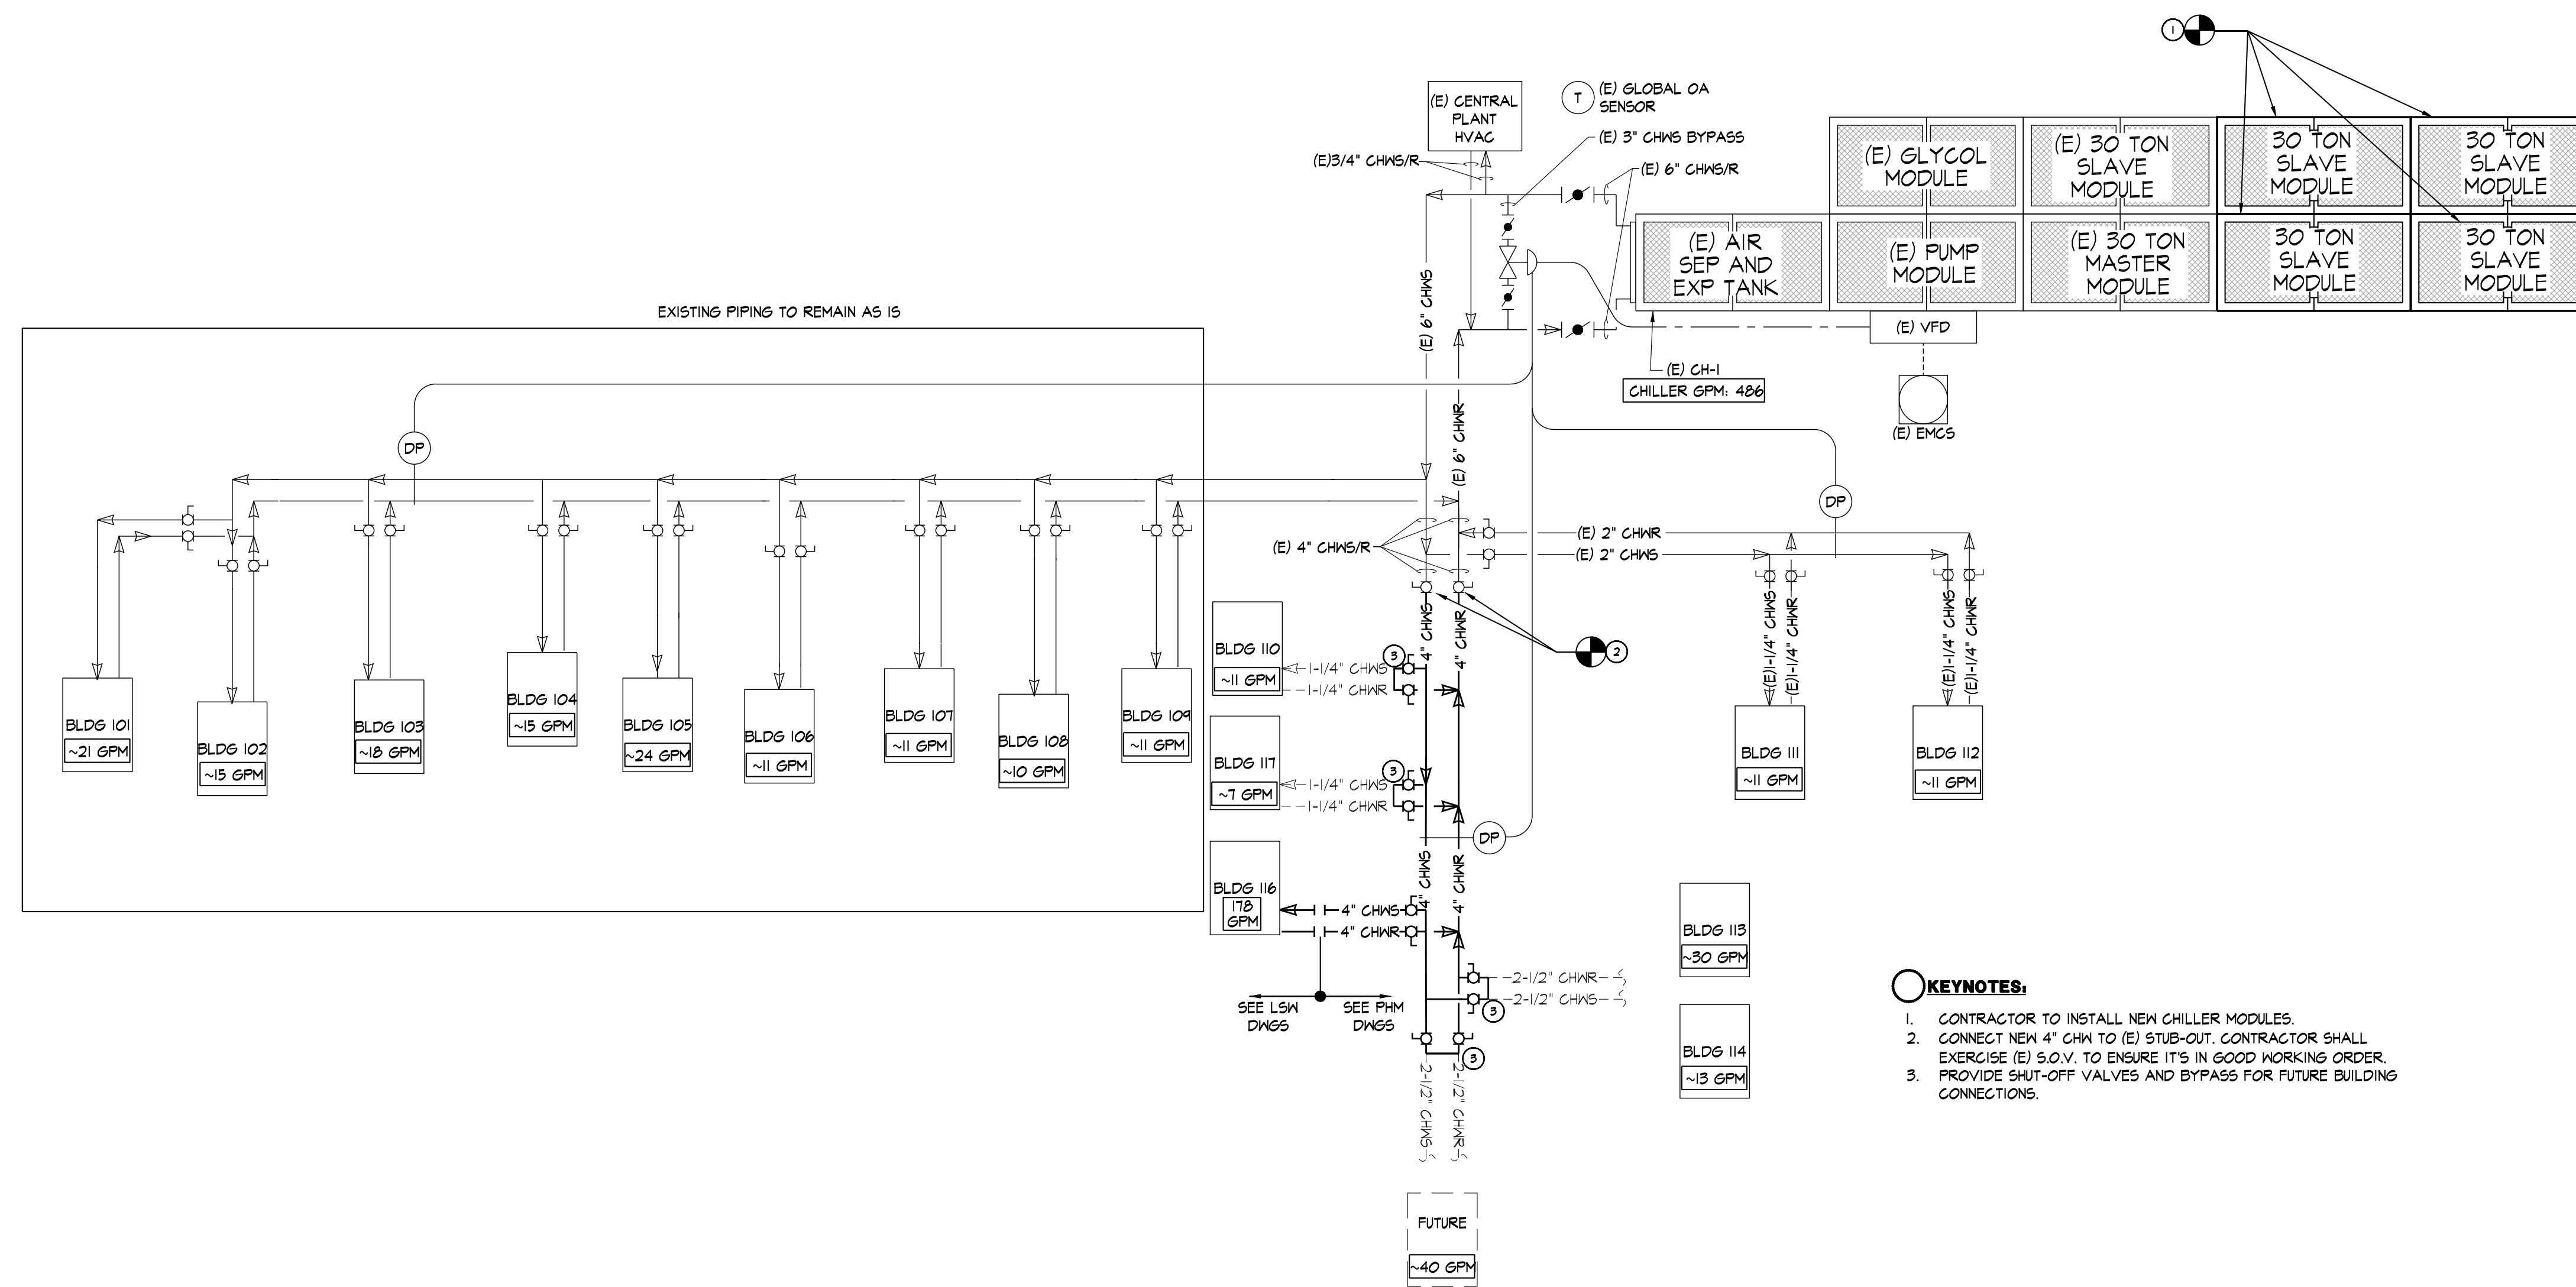 1
(E) CENTRAL
PLANT
HVAC
T
(E) GLOBAL OA
SENSOR
(E) 3" CHWS BYPASS
(E)3/4" CHWS/R
(E) 6" CHWS/R
(E) GLYCOL
MODULE
(E) 30 TON
SLAVE
MODULE
30 TON
SLAVE
MODULE
30 TON
SLAVE
MODULE
(E) AIR
SEP AND
EXP TANK
(E) PUMP
MODULE
(E) 30 TON
MASTER
MODULE
30 TON
SLAVE
MODULE
30 TON
SLAVE
MODULE
(E) VFD
(E) CH-1
CHILLER GPM: 486
(E) EMCS
(E) 6" CHWS
(E) 6" CHWR
EXISTING PIPING TO REMAIN AS IS
DP
DP
(E) 2" CHWR
(E) 2" CHWS
(E) 4" CHWS/R
(E)1-1/4" CHWS
(E)1-1/4" CHWR
(E)1-1/4" CHWS
(E)1-1/4" CHWR
BLDG 101
~21 GPM
BLDG 102
~15 GPM
BLDG 103
~18 GPM
BLDG 104
~15 GPM
BLDG 105
~24 GPM
BLDG 106
~11 GPM
BLDG 107
~11 GPM
BLDG 108
~10 GPM
BLDG 109
~11 GPM
BLDG 110
~11 GPM
1-1/4" CHWS
1-1/4" CHWR
3
4" CHWS
4" CHWR
2
BLDG 117
~7 GPM
1-1/4" CHWS
1-1/4" CHWR
3
BLDG 111
~11 GPM
BLDG 112
~11 GPM
DP
4" CHWS
4" CHWR
BLDG 116
178
GPM
4" CHWS
4" CHWR
SEE LSW
DWGS
SEE PHM
DWGS
2-1/2" CHWR
2-1/2" CHWS
3
3
2-1/2" CHWS
2-1/2" CHWR
BLDG 113
~30 GPM
BLDG 114
~13 GPM
FUTURE
~40 GPM
KEYNOTES:
1. CONTRACTOR TO INSTALL NEW CHILLER MODULES.
2. CONNECT NEW 4" CHW TO (E) STUB-OUT. CONTRACTOR SHALL
EXERCISE (E) S.O.V. TO ENSURE IT'S IN GOOD WORKING ORDER.
3. PROVIDE SHUT-OFF VALVES AND BYPASS FOR FUTURE BUILDING
CONNECTIONS.